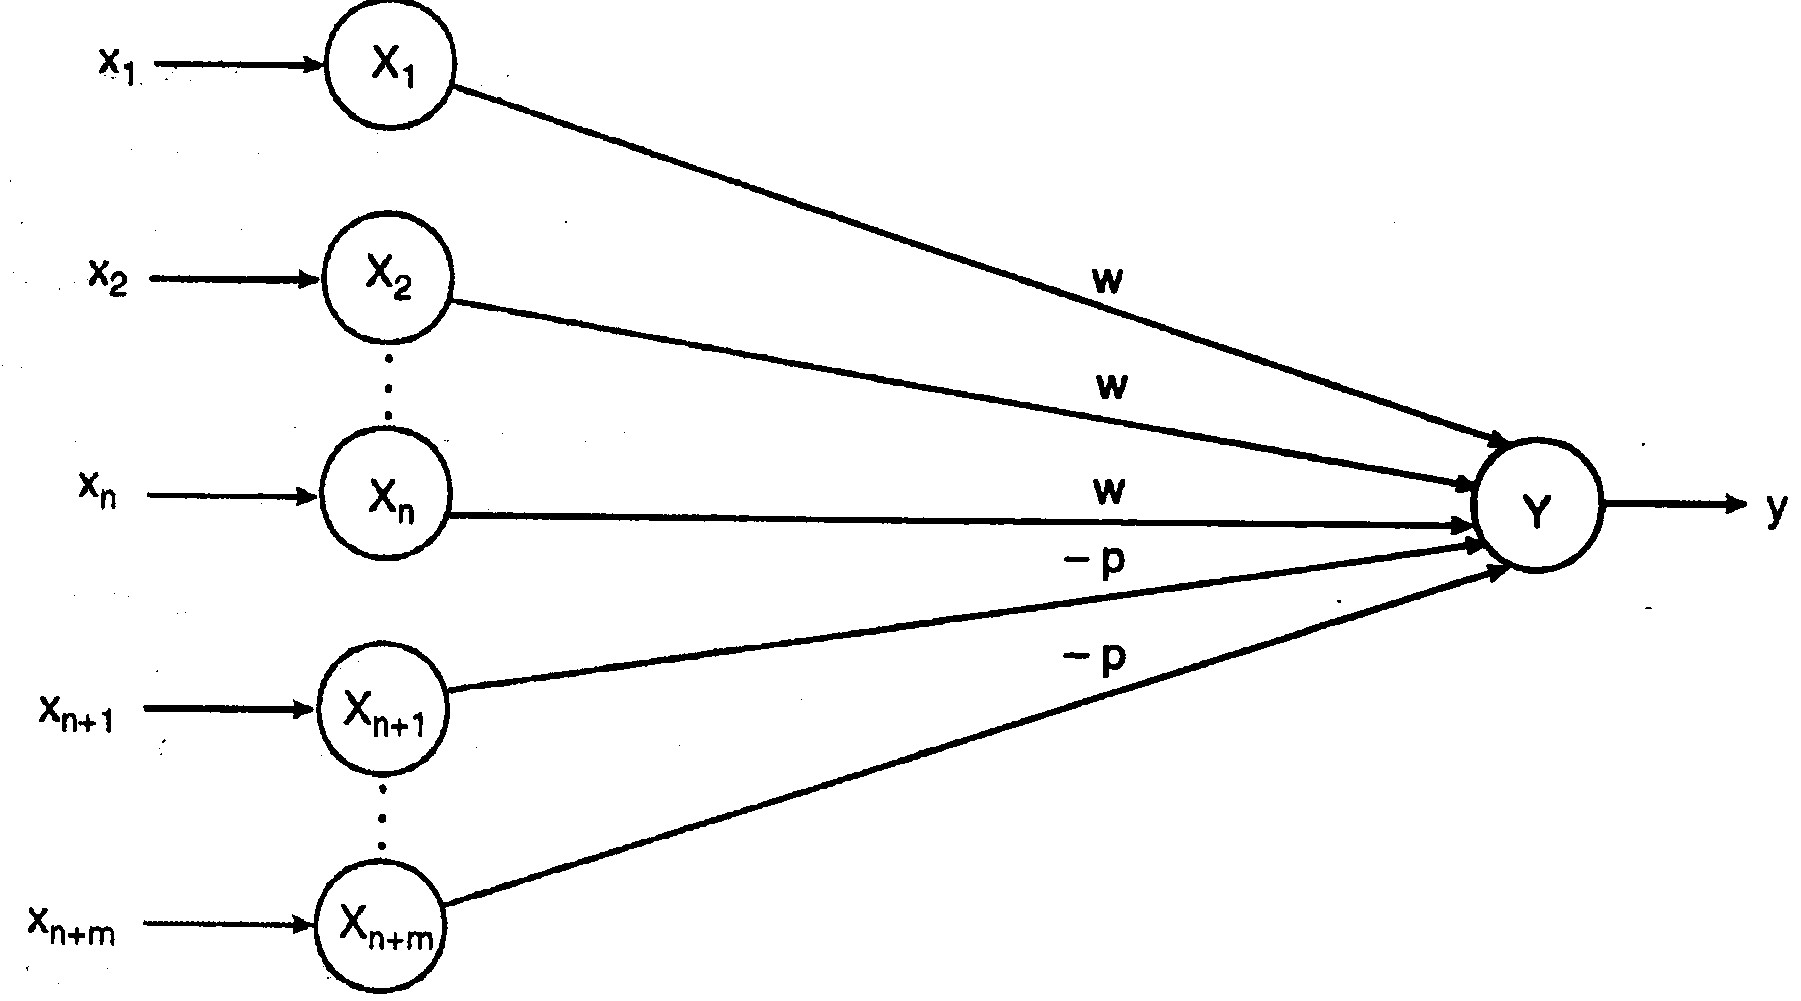 x₁ X₁
w
x₂ X₂
w
xₙ Xₙ w Y y
– p
– p
xₙ₊₁ Xₙ₊₁
xₙ₊ₘ Xₙ₊ₘ